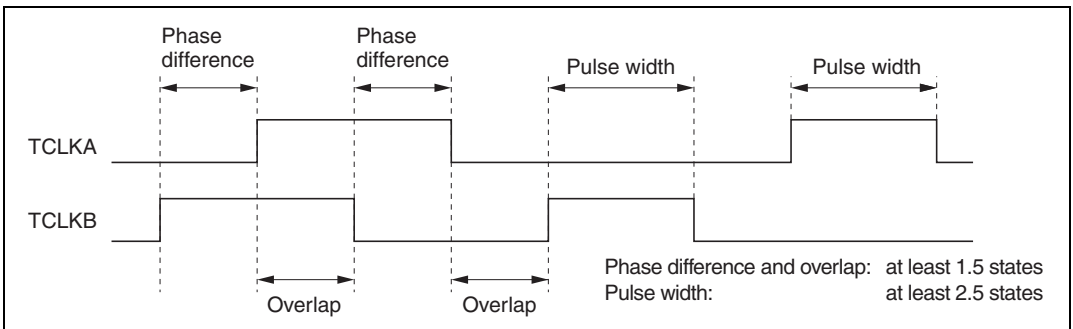 Phase difference
Phase difference
Pulse width
Pulse width
TCLKA
TCLKB
Overlap
Overlap
Phase difference and overlap: at least 1.5 states
Pulse width: at least 2.5 states